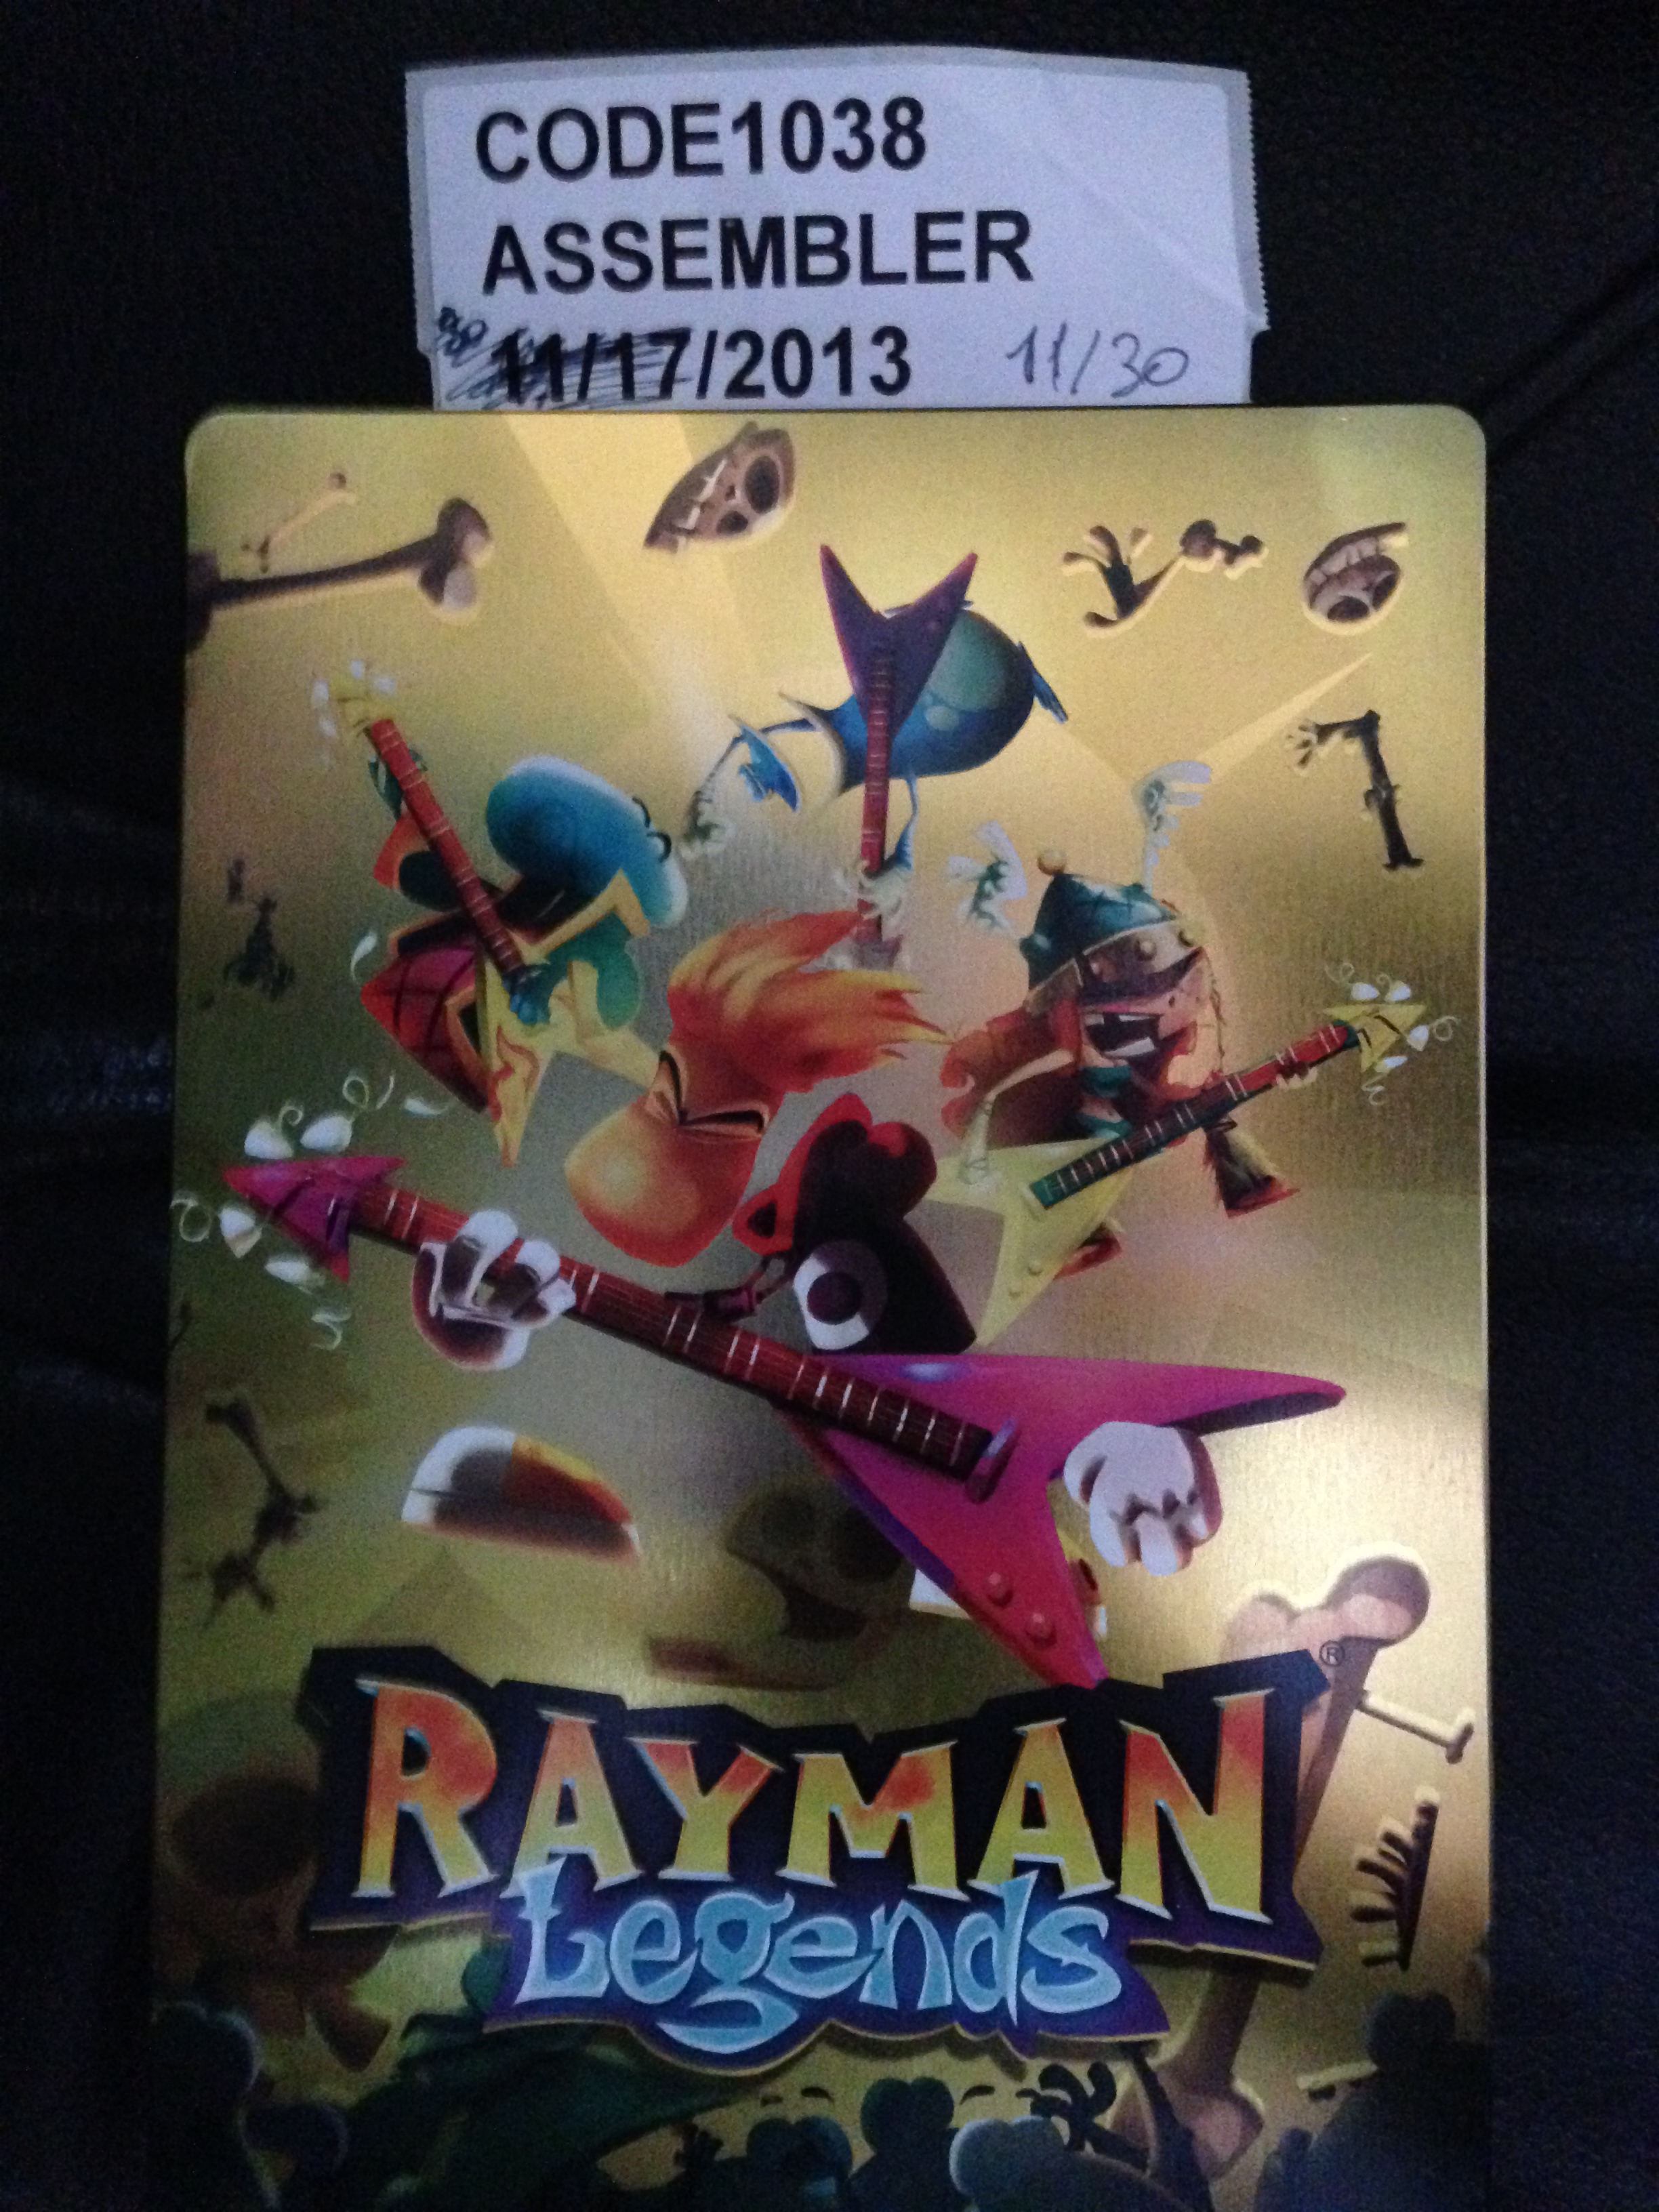 CODE1038
ASSEMBLER
11/17/2013 11/30
RAYMAN®
Legends